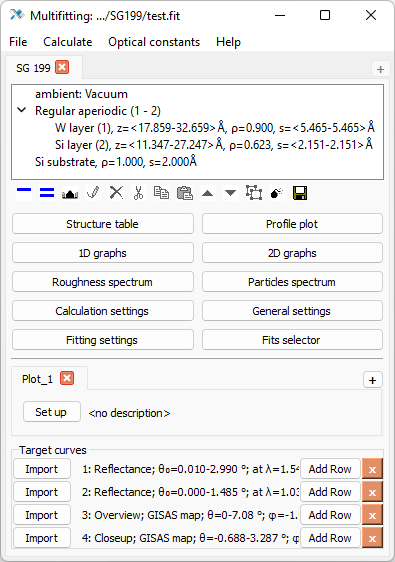 Multifitting: .../SG199/test.fit
File Calculate Optical constants Help
SG 199 x +
ambient: Vacuum
Regular aperiodic (1 - 2)
W layer (1), z=<17.859-32.659>Å, ρ=0.900, s=<5.465-5.465>Å
Si layer (2), z=<11.347-27.247>Å, ρ=0.623, s=<2.151-2.151>Å
Si substrate, ρ=1.000, s=2.000Å
Structure table Profile plot
1D graphs 2D graphs
Roughness spectrum Particles spectrum
Calculation settings General settings
Fitting settings Fits selector
Plot_1 x +
Set up <no description>
Target curves
Import 1: Reflectance; θ₀=0.010-2.990 °; at λ=1.54 Add Row x
Import 2: Reflectance; θ₀=0.000-1.485 °; at λ=1.03 Add Row x
Import 3: Overview; GISAS map; θ=0-7.08 °; φ=-1. Add Row x
Import 4: Closeup; GISAS map; θ=-0.688-3.287 °; φ Add Row x